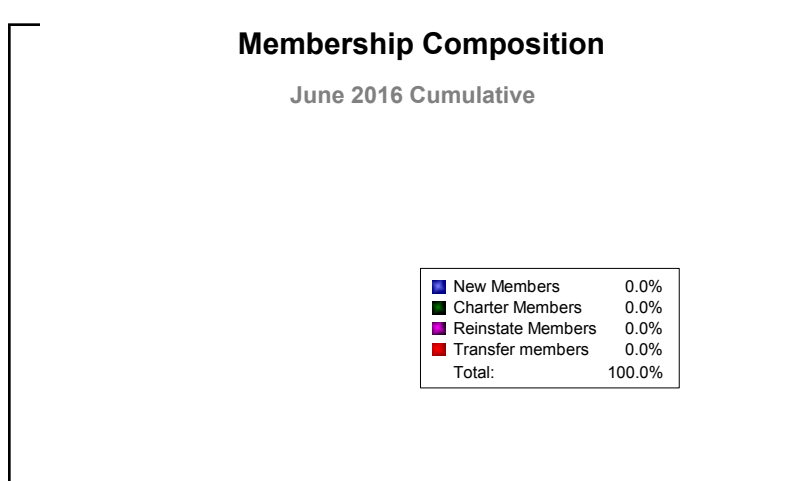 Membership Composition
June 2016 Cumulative
New Members 0.0%
Charter Members 0.0%
Reinstate Members 0.0%
Transfer members 0.0%
Total: 100.0%